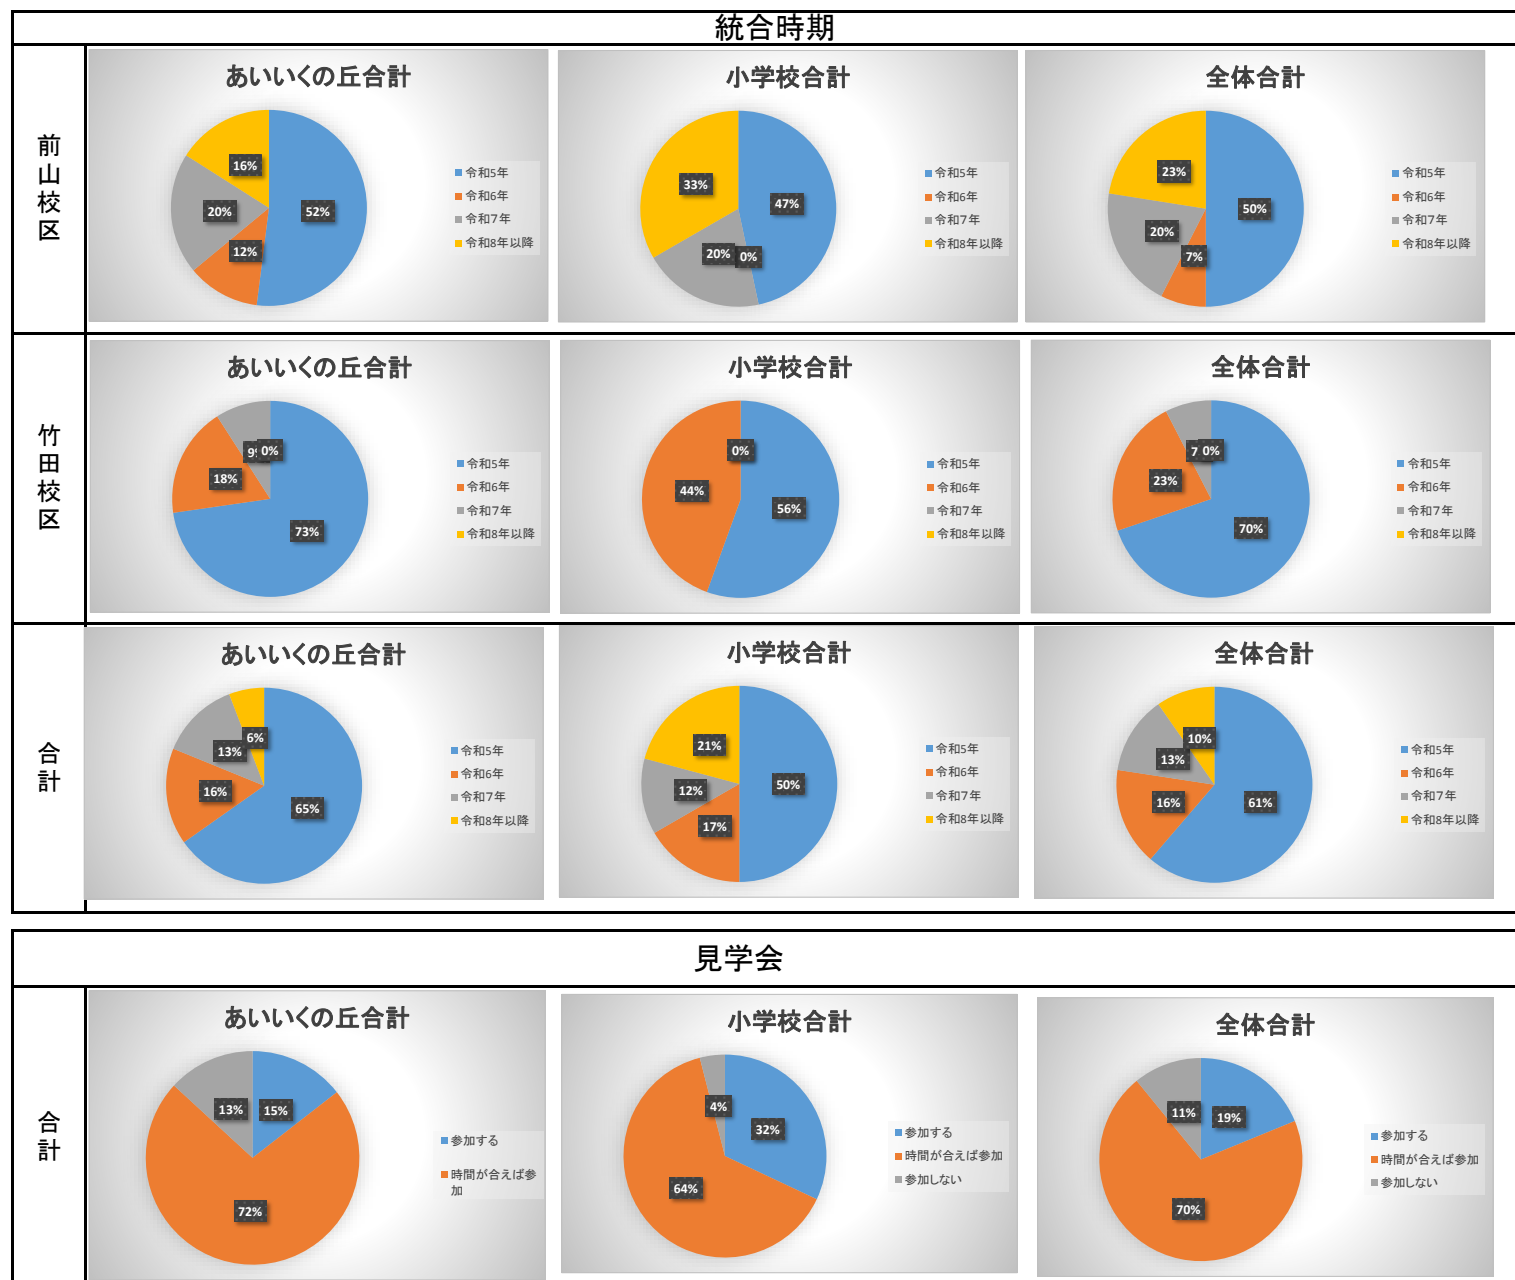 統合時期
前山校区
あいいくの丘合計
16%
20%
52%
12%
令和5年
令和6年
令和7年
令和8年以降
小学校合計
33%
47%
20%
0%
令和5年
令和6年
令和7年
令和8年以降
全体合計
23%
50%
20%
7%
令和5年
令和6年
令和7年
令和8年以降
竹田校区
あいいくの丘合計
9%
0%
18%
73%
令和5年
令和6年
令和7年
令和8年以降
小学校合計
0%
44%
56%
令和5年
令和6年
令和7年
令和8年以降
全体合計
7
0%
23%
70%
令和5年
令和6年
令和7年
令和8年以降
合計
あいいくの丘合計
6%
13%
16%
65%
令和5年
令和6年
令和7年
令和8年以降
小学校合計
21%
50%
12%
17%
令和5年
令和6年
令和7年
令和8年以降
全体合計
10%
13%
16%
61%
令和5年
令和6年
令和7年
令和8年以降
見学会
合計
あいいくの丘合計
13%
15%
72%
参加する
時間が合えば参
加
小学校合計
4%
32%
64%
参加する
時間が合えば参加
参加しない
全体合計
11%
19%
70%
参加する
時間が合えば参加
参加しない